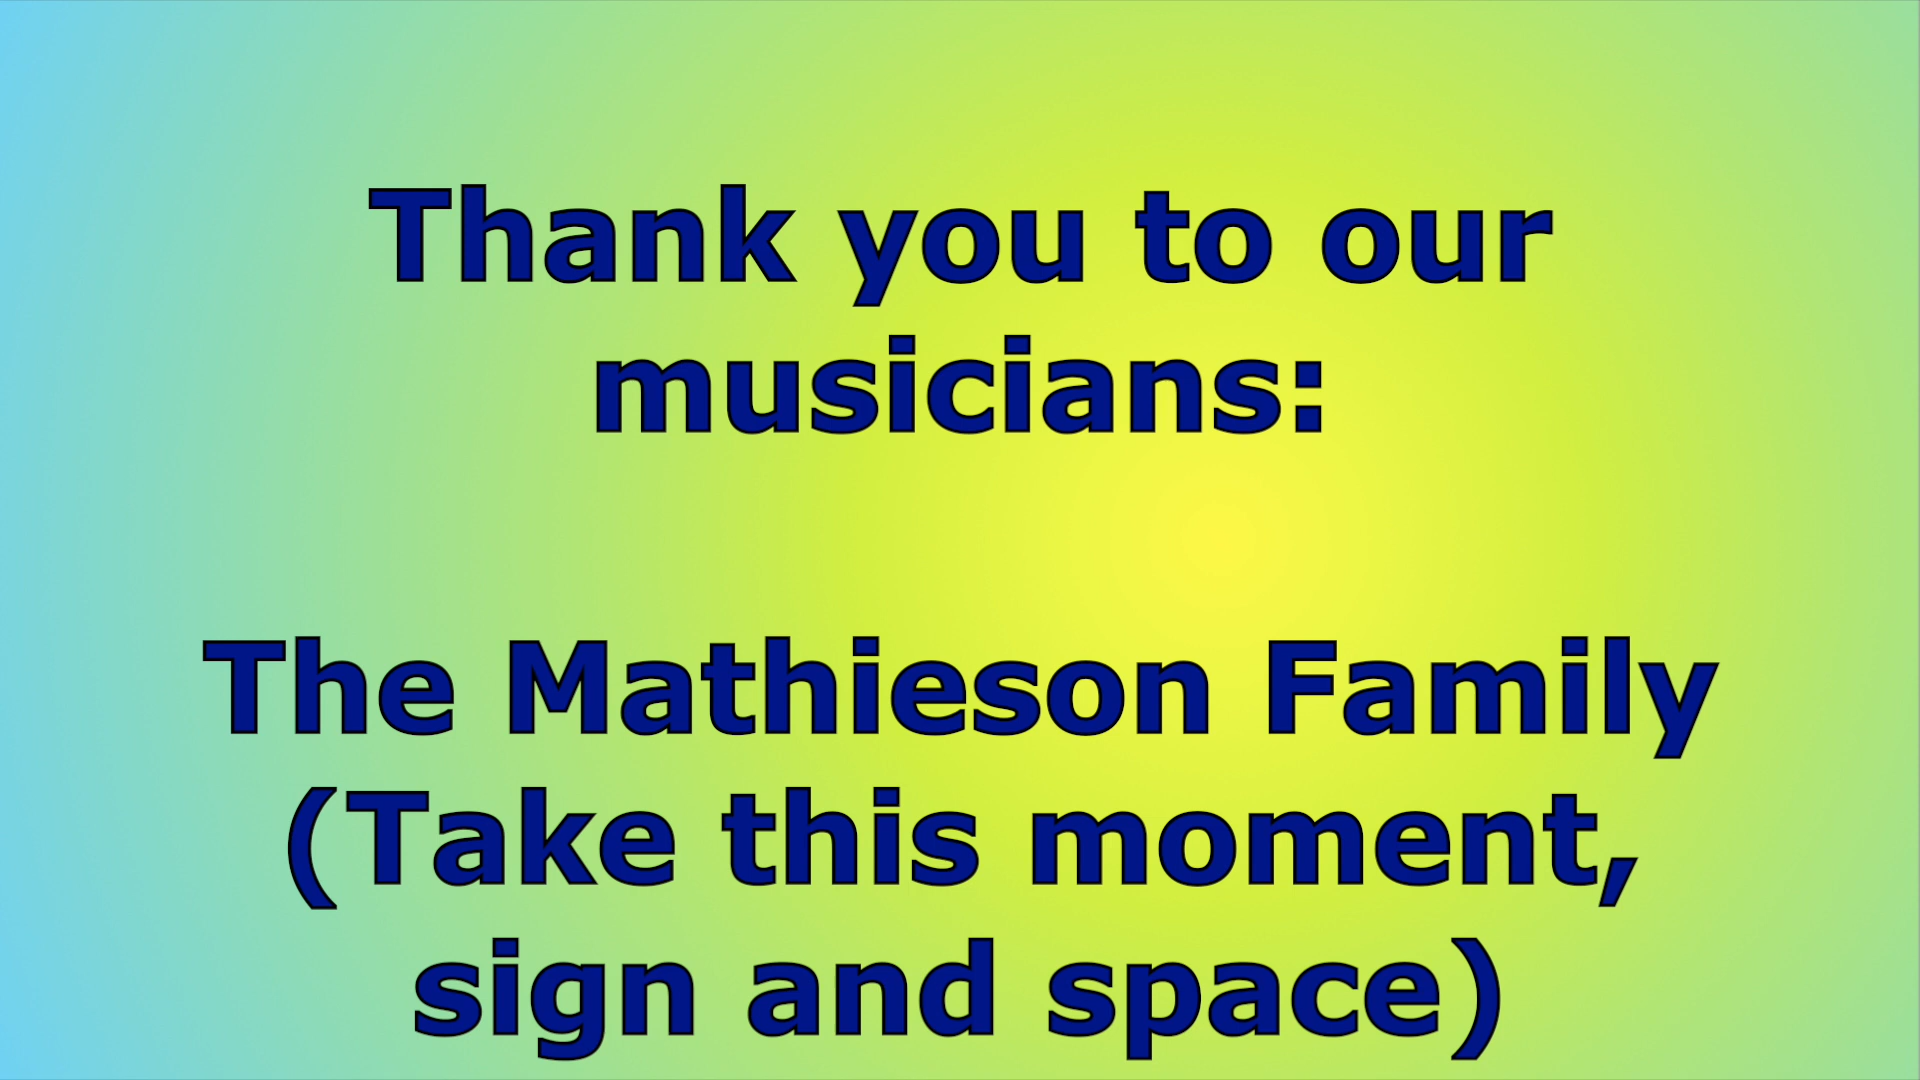 Thank you to our
musicians:
The Mathieson Family
(Take this moment,
sign and space)